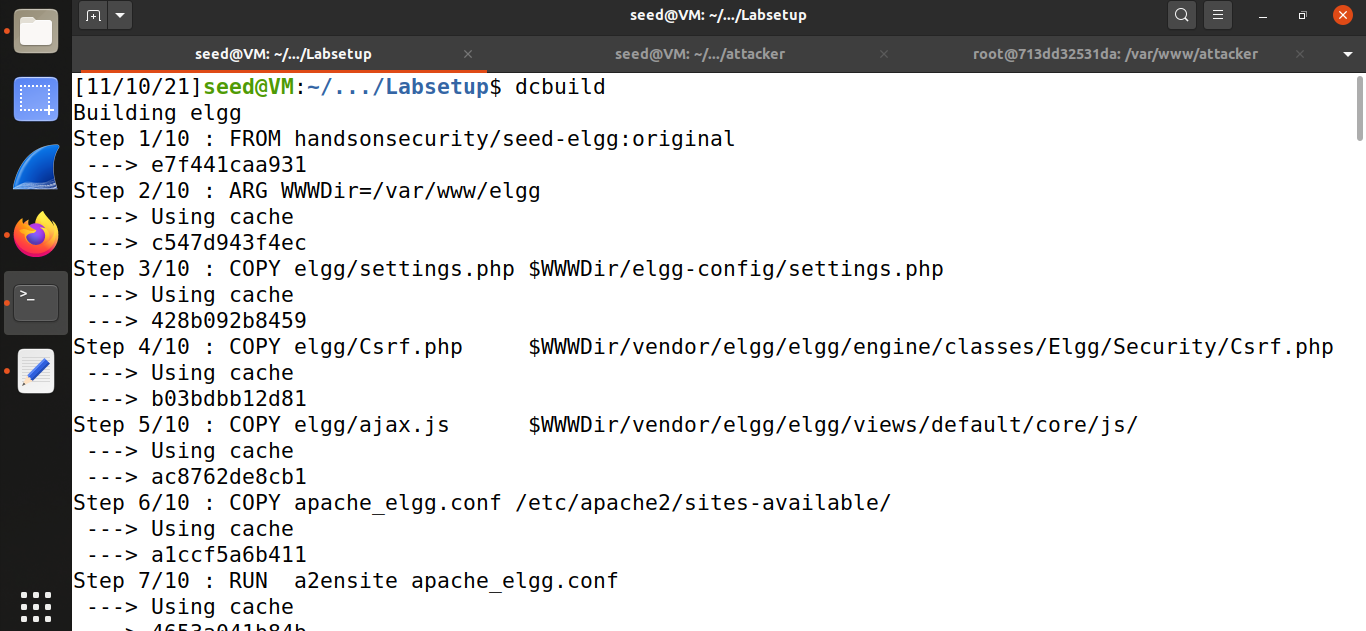 seed@VM: ~/.../Labsetup
seed@VM: ~/.../Labsetup
seed@VM: ~/.../attacker
root@713dd32531da: /var/www/attacker
[11/10/21]seed@VM:~/.../Labsetup$ dcbuild
Building elgg
Step 1/10 : FROM handsonsecurity/seed-elgg:original
 ---> e7f441caa931
Step 2/10 : ARG WWWDir=/var/www/elgg
 ---> Using cache
 ---> c547d943f4ec
Step 3/10 : COPY elgg/settings.php $WWWDir/elgg-config/settings.php
 ---> Using cache
 ---> 428b092b8459
Step 4/10 : COPY elgg/Csrf.php     $WWWDir/vendor/elgg/elgg/engine/classes/Elgg/Security/Csrf.php
 ---> Using cache
 ---> b03bdbb12d81
Step 5/10 : COPY elgg/ajax.js      $WWWDir/vendor/elgg/elgg/views/default/core/js/
 ---> Using cache
 ---> ac8762de8cb1
Step 6/10 : COPY apache_elgg.conf /etc/apache2/sites-available/
 ---> Using cache
 ---> a1ccf5a6b411
Step 7/10 : RUN  a2ensite apache_elgg.conf
 ---> Using cache